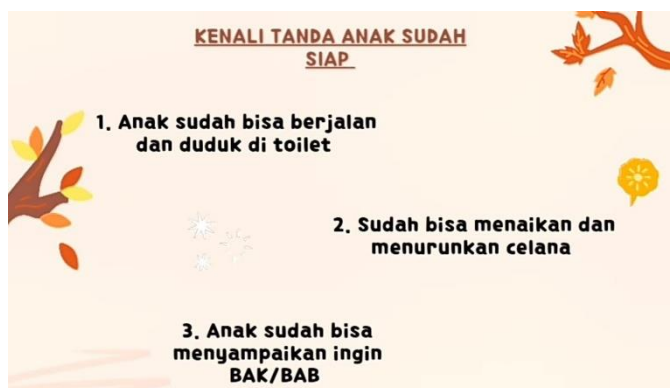 KENALI TANDA ANAK SUDAH
SIAP
1. Anak sudah bisa berjalan
dan duduk di toilet
2. Sudah bisa menaikan dan
menurunkan celana
3. Anak sudah bisa
menyampaikan ingin
BAK/BAB